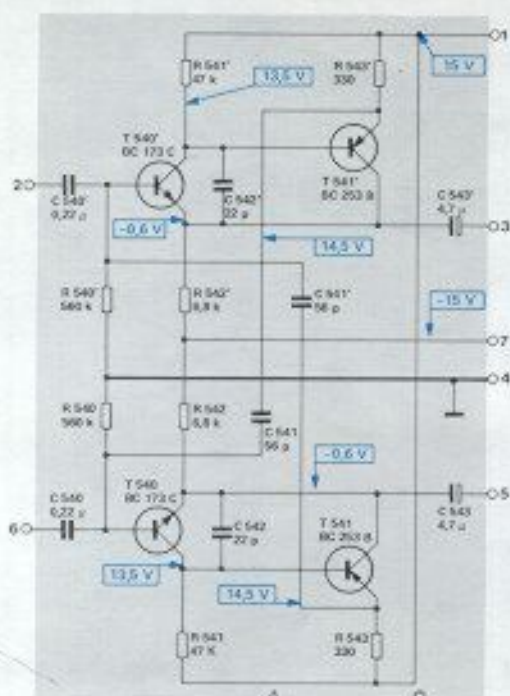 1
R 541'
47 k
13,5 V
R 543'
330
15 V
T 540'
BC 173 C
T 541'
BC 253 B
2
C 540'
0,22 µ
C 542'
22 p
C 543'
4,7 µ
-0,6 V
14,5 V
3
R 540'
560 k
R 542'
6,8 k
C 541'
56 p
-15 V
7
4
R 540
560 k
R 542
6,8 k
C 541
56 p
-0,6 V
T 540
BC 173 C
C 540
0,22 µ
6
C 542
22 p
T 541
BC 253 B
C 543
4,7 µ
5
13,5 V
14,5 V
R 541
47 K
R 543
330